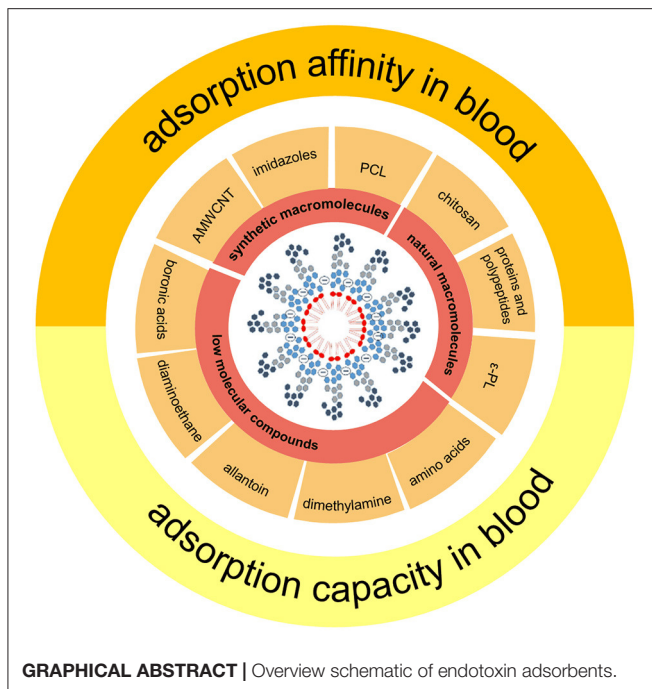 adsorption affinity in blood
AMWCNT
imidazoles
PCL
chitosan
proteins and
polypeptides
ε-PL
amino acids
dimethylamine
allantoin
diaminoethane
boronic acids
synthetic macromolecules
natural macromolecules
low molecular compounds
adsorption capacity in blood
GRAPHICAL ABSTRACT | Overview schematic of endotoxin adsorbents.